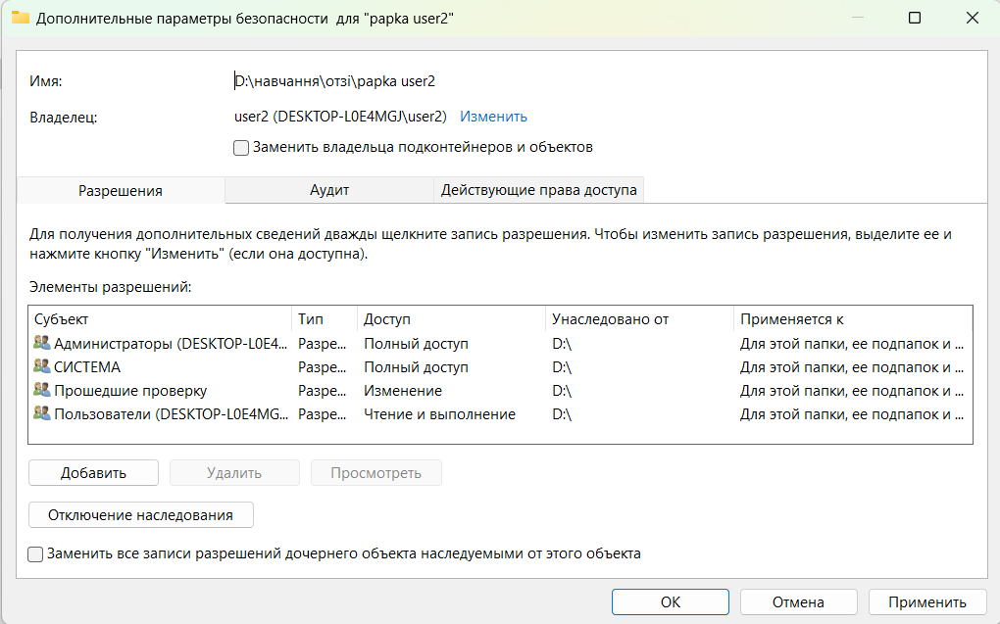 Дополнительные параметры безопасности для "papka user2"
Имя: D:\навчання\отзі\papka user2
Владелец: user2 (DESKTOP-L0E4MGJ\user2) Изменить
Заменить владельца подконтейнеров и объектов
Разрешения Аудит Действующие права доступа
Для получения дополнительных сведений дважды щелкните запись разрешения. Чтобы изменить запись разрешения, выделите ее и
нажмите кнопку "Изменить" (если она доступна).
Элементы разрешений:
Субъект Тип Доступ Унаследовано от Применяется к
Администраторы (DESKTOP-L0E4... Разре... Полный доступ D:\ Для этой папки, ее подпапок и ...
СИСТЕМА Разре... Полный доступ D:\ Для этой папки, ее подпапок и ...
Прошедшие проверку Разре... Изменение D:\ Для этой папки, ее подпапок и ...
Пользователи (DESKTOP-L0E4MG... Разре... Чтение и выполнение D:\ Для этой папки, ее подпапок и ...
Добавить Удалить Просмотреть
Отключение наследования
Заменить все записи разрешений дочернего объекта наследуемыми от этого объекта
ОК Отмена Применить